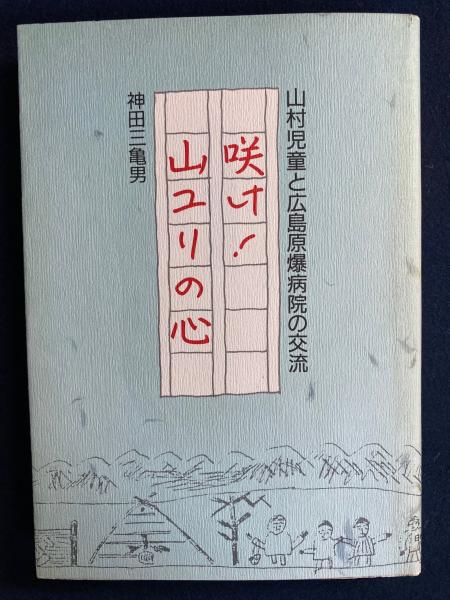 山村児童と広島原爆病院の交流
咲け!
山ユリの心
神田三亀男